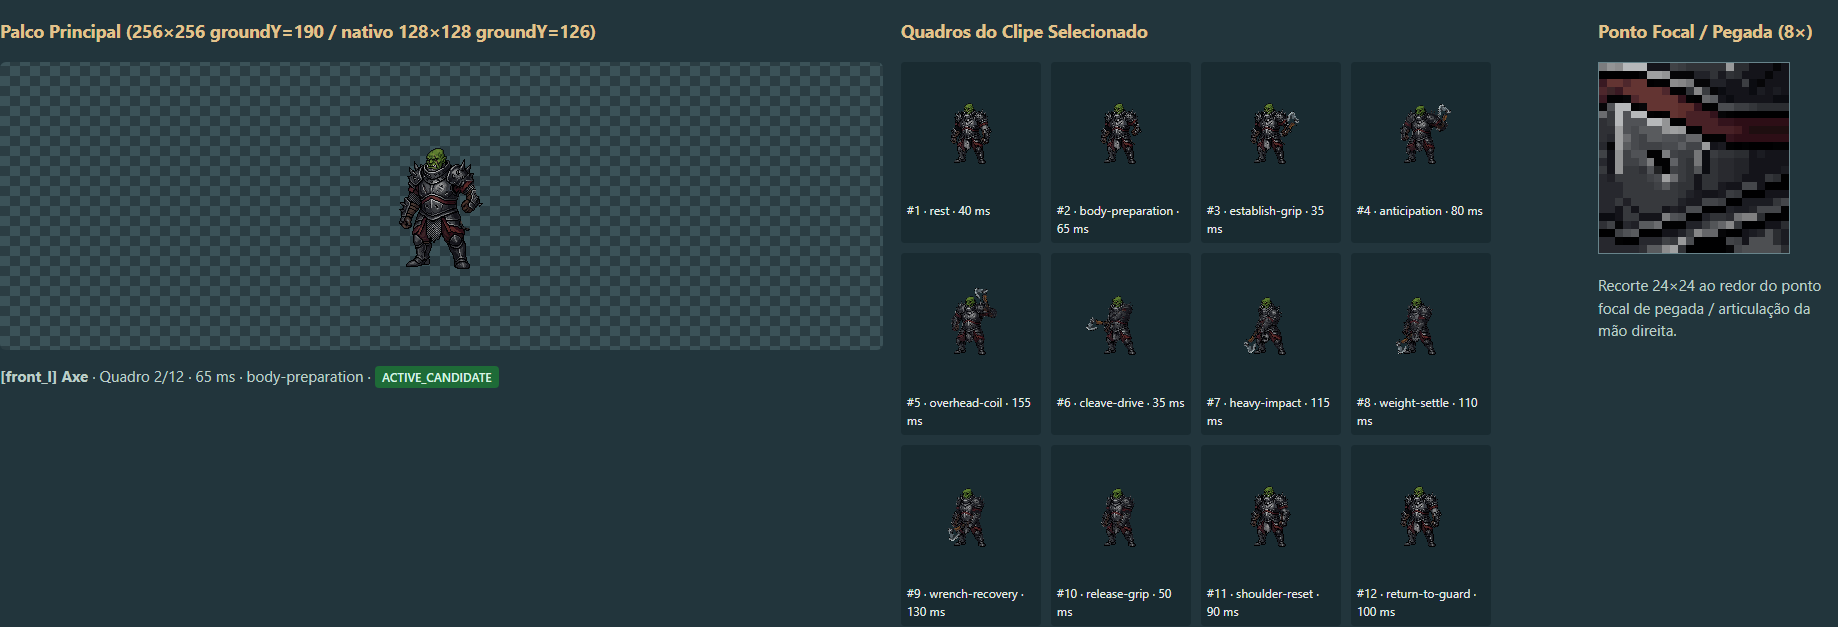 Palco Principal (256×256 groundY=190 / nativo 128×128 groundY=126)
[front_l] Axe · Quadro 2/12 · 65 ms · body-preparation · ACTIVE_CANDIDATE
Quadros do Clipe Selecionado
#1 · rest · 40 ms
#2 · body-preparation ·
65 ms
#3 · establish-grip · 35
ms
#4 · anticipation · 80 ms
#5 · overhead-coil · 155
ms
#6 · cleave-drive · 35 ms
#7 · heavy-impact · 115
ms
#8 · weight-settle · 110
ms
#9 · wrench-recovery ·
130 ms
#10 · release-grip · 50
ms
#11 · shoulder-reset ·
90 ms
#12 · return-to-guard ·
100 ms
Ponto Focal / Pegada (8×)
Recorte 24×24 ao redor do ponto
focal de pegada / articulação da
mão direita.